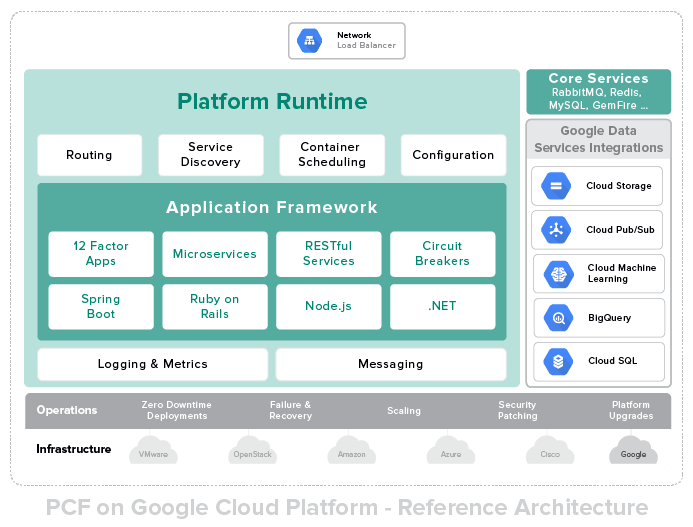 Network
Load Balancer
Platform Runtime
Routing
Service
Discovery
Container
Scheduling
Configuration
Application Framework
12 Factor
Apps
Microservices
RESTful
Services
Circuit
Breakers
Spring
Boot
Ruby on
Rails
Node.js
.NET
Logging & Metrics
Messaging
Core Services
RabbitMQ, Redis,
MySQL, GemFire ...
Google Data
Services Integrations
Cloud Storage
Cloud Pub/Sub
Cloud Machine
Learning
BigQuery
Cloud SQL
Operations
Zero Downtime
Deployments
Failure &
Recovery
Scaling
Security
Patching
Platform
Upgrades
Infrastructure
VMware
OpenStack
Amazon
Azure
Cisco
Google
PCF on Google Cloud Platform - Reference Architecture